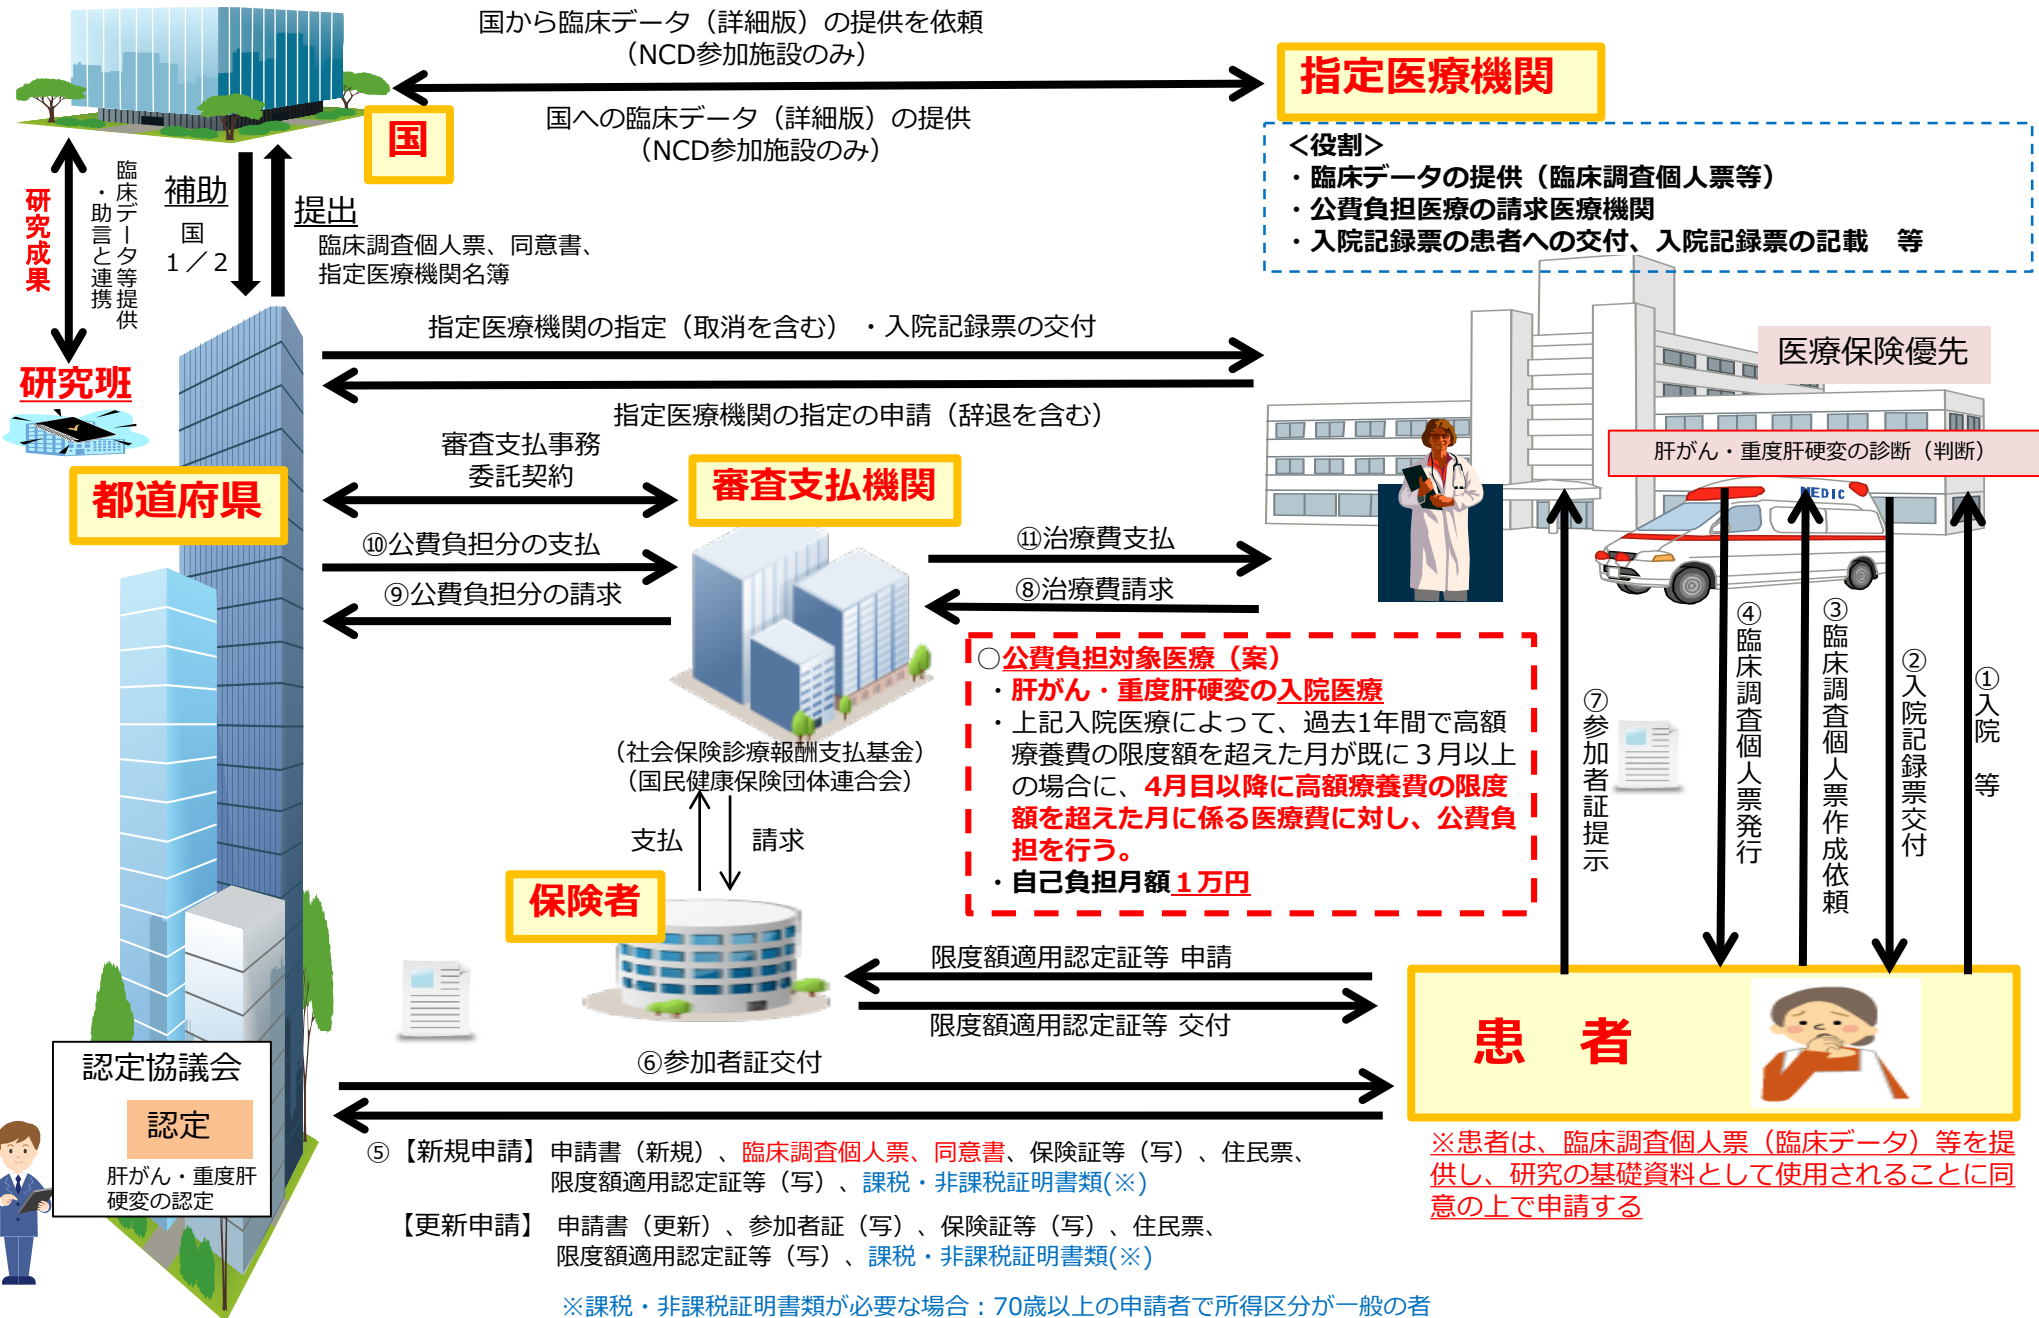 国から臨床データ（詳細版）の提供を依頼
（NCD参加施設のみ）
国への臨床データ（詳細版）の提供
（NCD参加施設のみ）
国
指定医療機関
＜役割＞
・臨床データの提供（臨床調査個人票等）
・公費負担医療の請求医療機関
・入院記録票の患者への交付、入院記録票の記載　等
研究成果
臨床データ等提供
・助言と連携
補助
国
１／２
提出
臨床調査個人票、同意書、
指定医療機関名簿
研究班
指定医療機関の指定（取消を含む）・入院記録票の交付
指定医療機関の指定の申請（辞退を含む）
医療保険優先
肝がん・重度肝硬変の診断（判断）
MEDIC
都道府県
審査支払事務
委託契約
審査支払機関
⑩公費負担分の支払
⑨公費負担分の請求
⑪治療費支払
⑧治療費請求
（社会保険診療報酬支払基金）
（国民健康保険団体連合会）
支払
請求
保険者
○公費負担対象医療（案）
・肝がん・重度肝硬変の入院医療
・上記入院医療によって、過去1年間で高額
療養費の限度額を超えた月が既に３月以上
の場合に、4月目以降に高額療養費の限度
額を超えた月に係る医療費に対し、公費負
担を行う。
・自己負担月額１万円
⑦参加者証提示
④臨床調査個人票発行
③臨床調査個人票作成依頼
②入院記録票交付
①入院　等
限度額適用認定証等 申請
限度額適用認定証等 交付
患　者
※患者は、臨床調査個人票（臨床データ）等を提
供し、研究の基礎資料として使用されることに同
意の上で申請する
認定協議会
認定
肝がん・重度肝
硬変の認定
⑥参加者証交付
⑤【新規申請】申請書（新規）、臨床調査個人票、同意書、保険証等（写）、住民票、
限度額適用認定証等（写）、課税・非課税証明書類(※)
【更新申請】 申請書（更新）、参加者証（写）、保険証等（写）、住民票、
限度額適用認定証等（写）、課税・非課税証明書類(※)
※課税・非課税証明書類が必要な場合：70歳以上の申請者で所得区分が一般の者